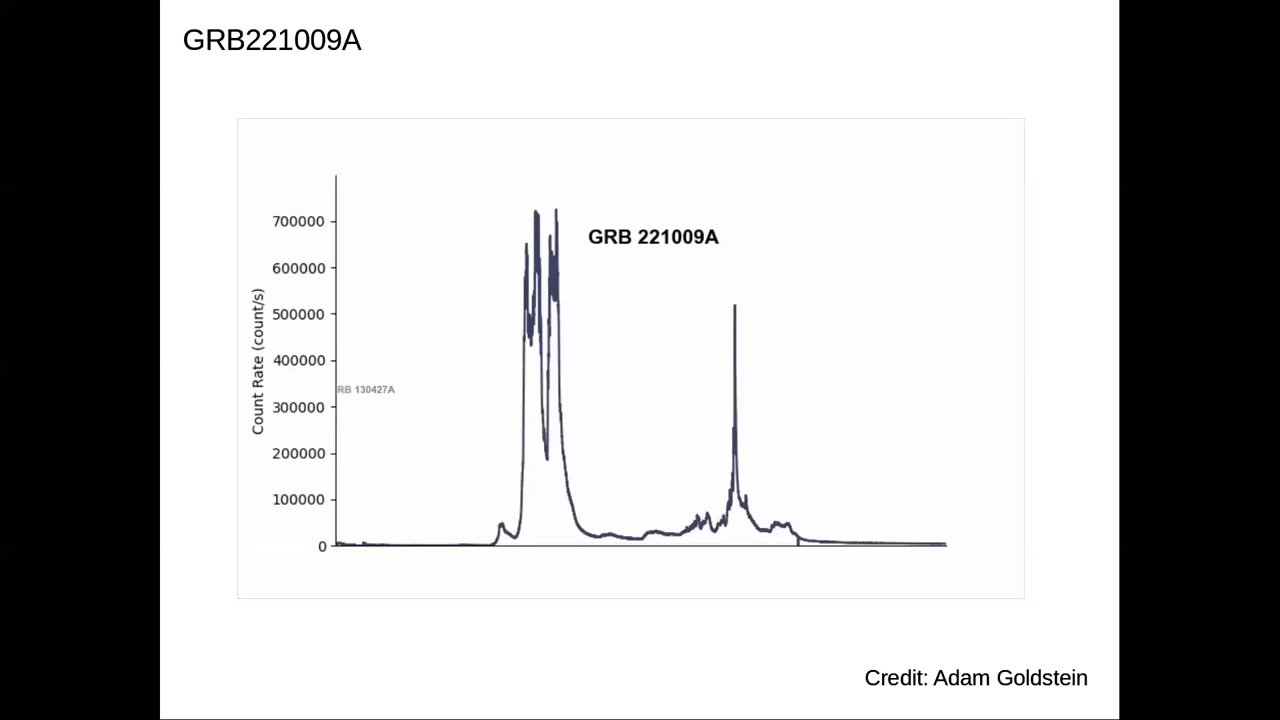 GRB221009A
GRB 221009A
700000
600000
500000
400000
300000
200000
100000
0
Count Rate (count/s)
RB 130427A
Credit: Adam Goldstein